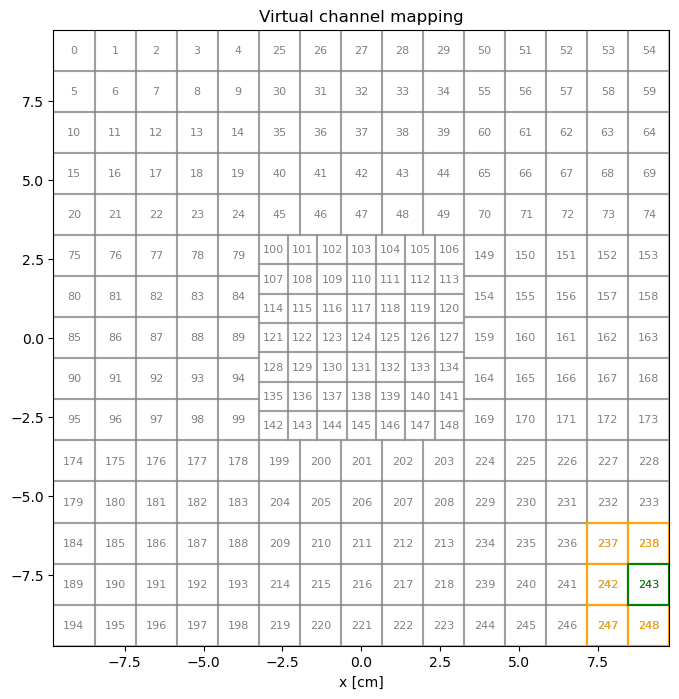 Virtual channel mapping
0 1 2 3 4 25 26 27 28 29 50 51 52 53 54
7.5 5 6 7 8 9 30 31 32 33 34 55 56 57 58 59
10 11 12 13 14 35 36 37 38 39 60 61 62 63 64
5.0 15 16 17 18 19 40 41 42 43 44 65 66 67 68 69
20 21 22 23 24 45 46 47 48 49 70 71 72 73 74
2.5 75 76 77 78 79 100 101 102 103 104 105 106 149 150 151 152 153
107 108 109 110 111 112 113
80 81 82 83 84 114 115 116 117 118 119 120 154 155 156 157 158
0.0 85 86 87 88 89 121 122 123 124 125 126 127 159 160 161 162 163
128 129 130 131 132 133 134
90 91 92 93 94 135 136 137 138 139 140 141 164 165 166 167 168
−2.5 95 96 97 98 99 142 143 144 145 146 147 148 169 170 171 172 173
174 175 176 177 178 199 200 201 202 203 224 225 226 227 228
−5.0 179 180 181 182 183 204 205 206 207 208 229 230 231 232 233
184 185 186 187 188 209 210 211 212 213 234 235 236 237 238
−7.5 189 190 191 192 193 214 215 216 217 218 239 240 241 242 243
194 195 196 197 198 219 220 221 222 223 244 245 246 247 248
−7.5 −5.0 −2.5 0.0 2.5 5.0 7.5
x [cm]